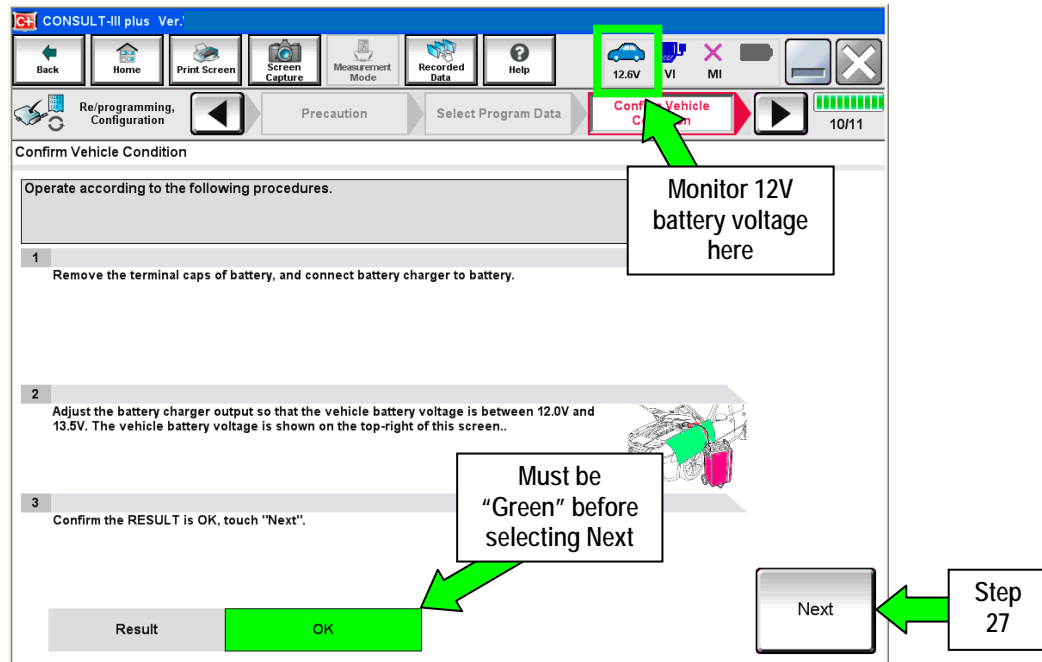 C+ CONSULT-III plus Ver.'
Back
Home
Print Screen
Screen
Capture
Measurement
Mode
Recorded
Data
Help
12.6V
VI
MI
Re/programming,
Configuration
Precaution
Select Program Data
Confirm Vehicle
10/11
Confirm Vehicle Condition
Operate according to the following procedures.
Monitor 12V
battery voltage
here
1
Remove the terminal caps of battery, and connect battery charger to battery.
2
Adjust the battery charger output so that the vehicle battery voltage is between 12.0V and
13.5V. The vehicle battery voltage is shown on the top-right of this screen..
Must be
“Green” before
selecting Next
3
Confirm the RESULT is OK, touch "Next".
Result
OK
Next
Step
27